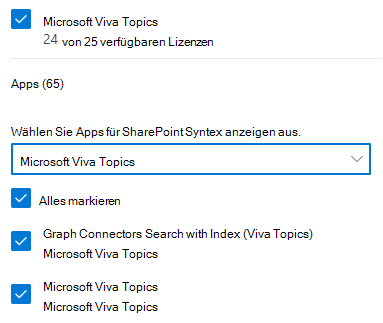 Microsoft Viva Topics
24 von 25 verfügbaren Lizenzen
Apps (65)
Wählen Sie Apps für SharePoint Syntex anzeigen aus.
Microsoft Viva Topics
Alles markieren
Graph Connectors Search with Index (Viva Topics)
Microsoft Viva Topics
Microsoft Viva Topics
Microsoft Viva Topics